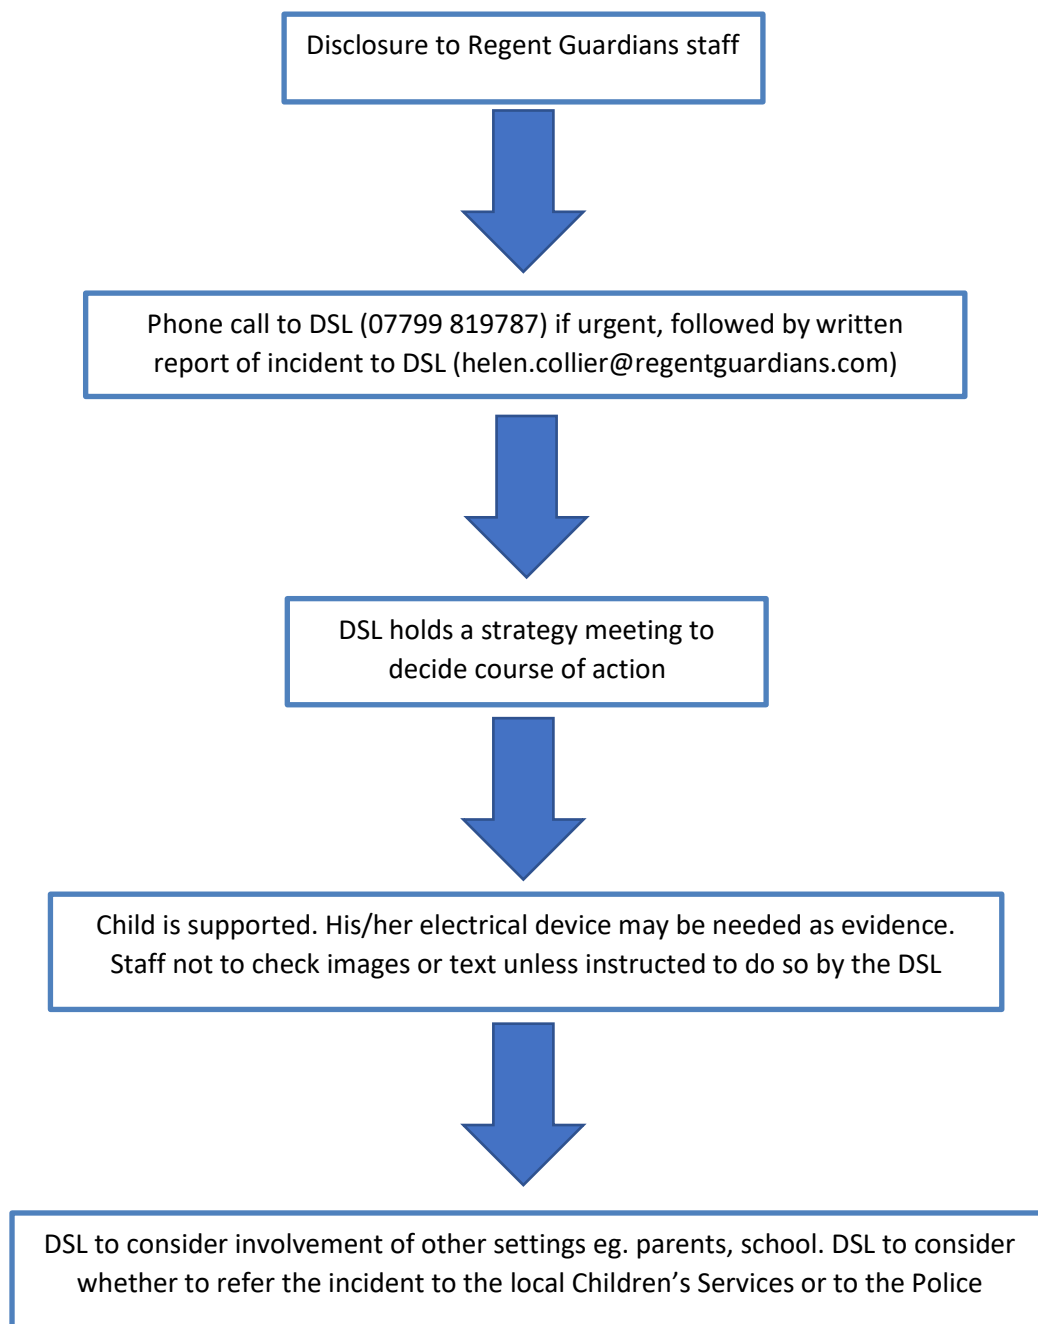 Disclosure to Regent Guardians staff
Phone call to DSL (07799 819787) if urgent, followed by written
report of incident to DSL (helen.collier@regentguardians.com)
DSL holds a strategy meeting to
decide course of action
Child is supported. His/her electrical device may be needed as evidence.
Staff not to check images or text unless instructed to do so by the DSL
DSL to consider involvement of other settings eg. parents, school. DSL to consider
whether to refer the incident to the local Children’s Services or to the Police